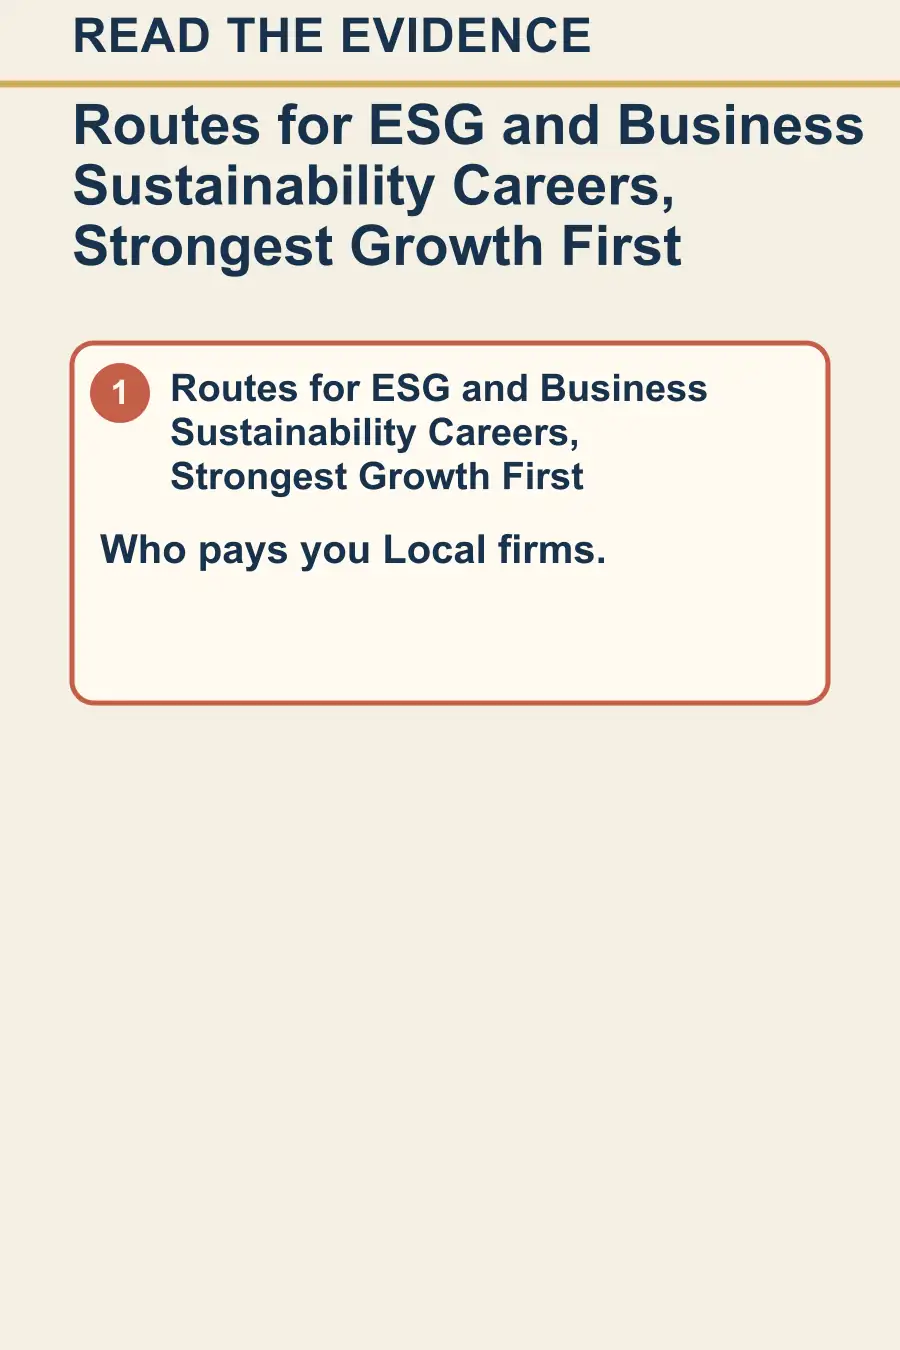 READ THE EVIDENCE
Routes for ESG and Business
Sustainability Careers,
Strongest Growth First
1
Routes for ESG and Business
Sustainability Careers,
Strongest Growth First
Who pays you Local firms.